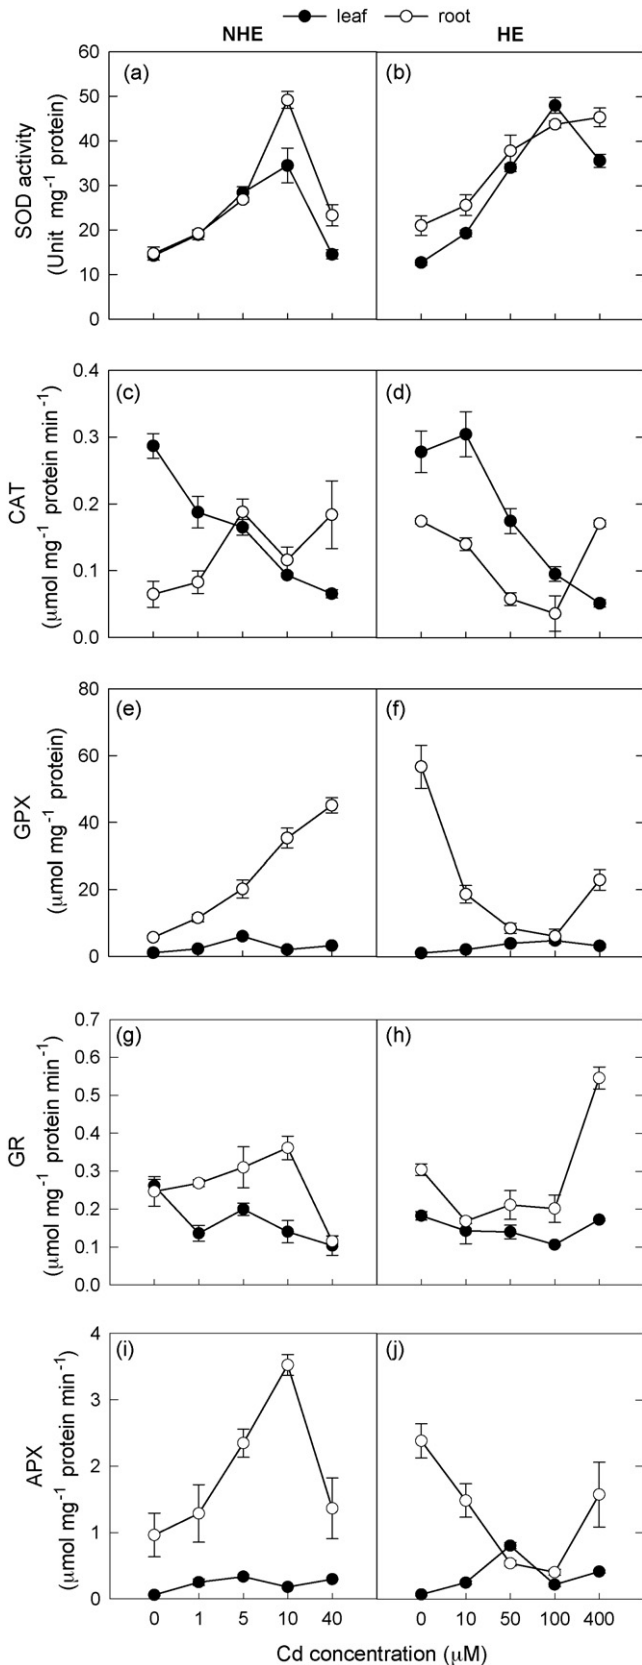 leaf root
NHE HE
(a) (b)
SOD activity
(Unit mg⁻¹ protein)
60
50
40
30
20
10
0
(c) (d)
CAT
(μmol mg⁻¹ protein min⁻¹)
0.4
0.3
0.2
0.1
0.0
(e) (f)
GPX
(μmol mg⁻¹ protein)
80
60
40
20
0
(g) (h)
GR
(μmol mg⁻¹ protein min⁻¹)
0.7
0.6
0.5
0.4
0.3
0.2
0.1
0.0
(i) (j)
APX
(μmol mg⁻¹ protein min⁻¹)
4
3
2
1
0
0 1 5 10 40 0 10 50 100 400
Cd concentration (μM)